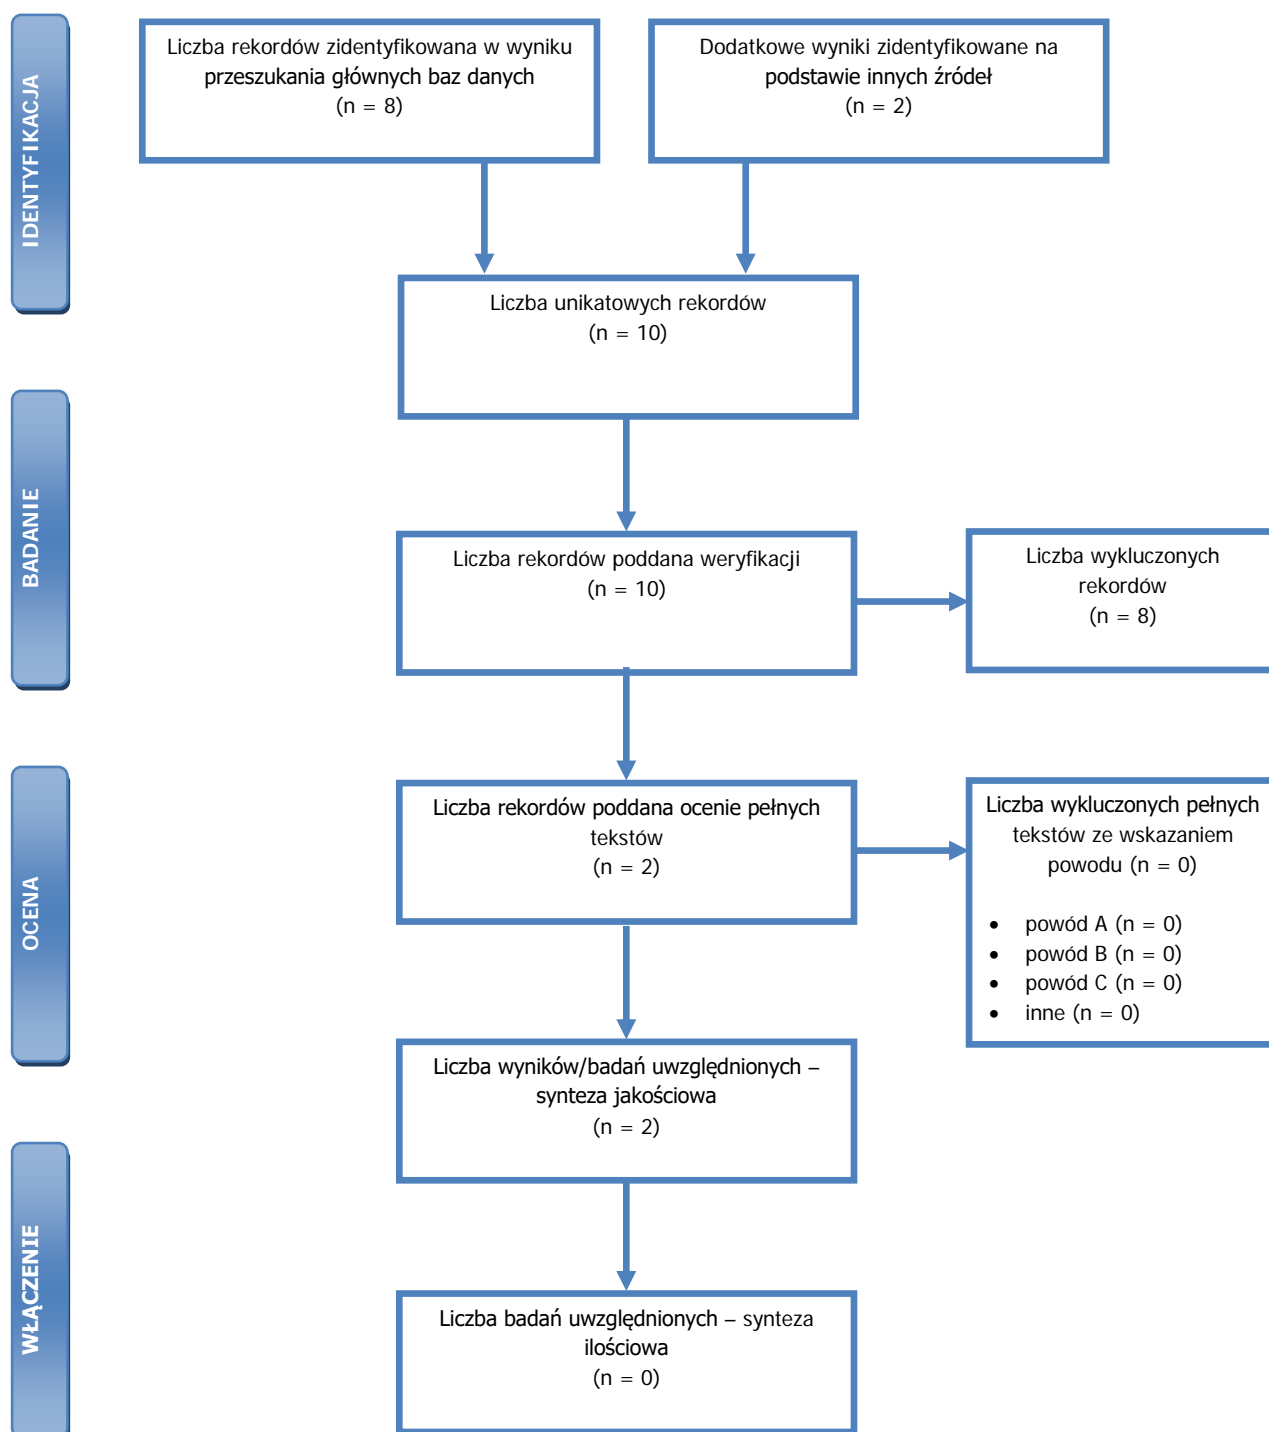 IDENTYFIKACJA
Liczba rekordów zidentyfikowana w wyniku
przeszukania głównych baz danych
(n = 8)
Dodatkowe wyniki zidentyfikowane na
podstawie innych źródeł
(n = 2)
Liczba unikatowych rekordów
(n = 10)
BADANIE
Liczba rekordów poddana weryfikacji
(n = 10)
Liczba wykluczonych
rekordów
(n = 8)
OCENA
Liczba rekordów poddana ocenie pełnych
tekstów
(n = 2)
Liczba wykluczonych pełnych
tekstów ze wskazaniem
powodu (n = 0)
• powód A (n = 0)
• powód B (n = 0)
• powód C (n = 0)
• inne (n = 0)
Liczba wyników/badań uwzględnionych –
synteza jakościowa
(n = 2)
WŁĄCZENIE
Liczba badań uwzględnionych – synteza
ilościowa
(n = 0)